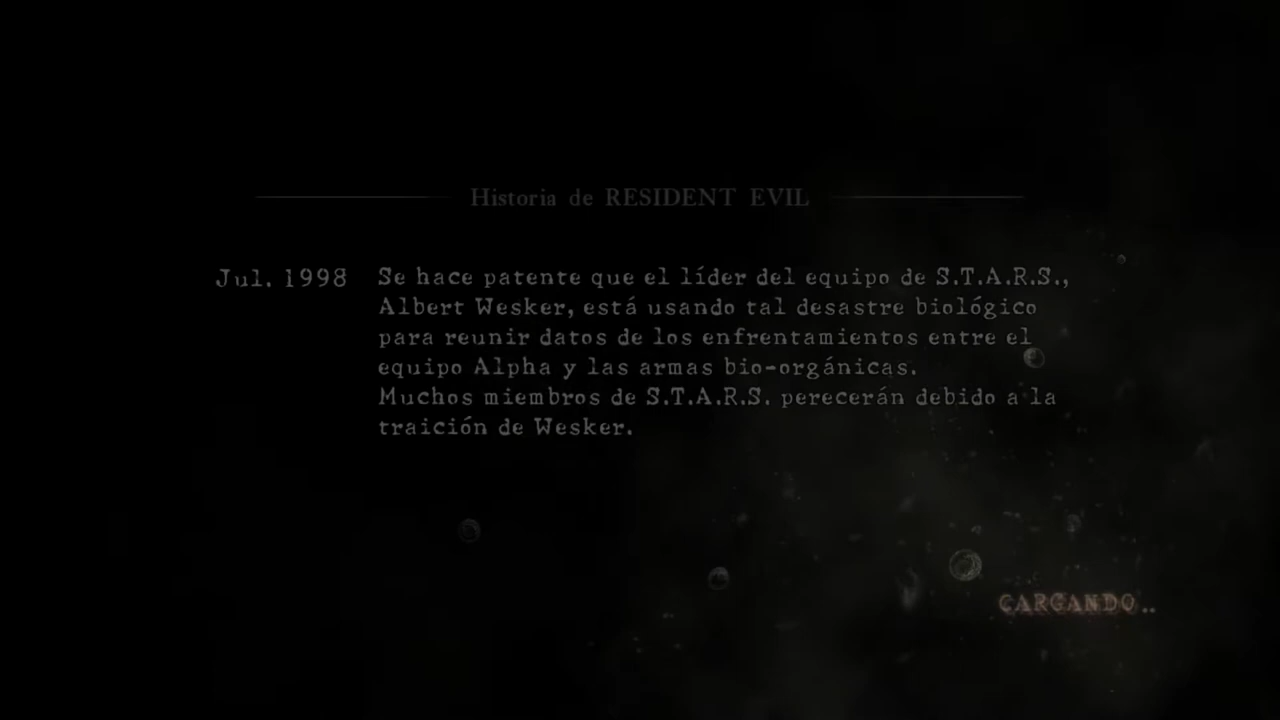 Historia de RESIDENT EVIL
Jul. 1998 Se hace patente que el líder del equipo de S.T.A.R.S.,
Albert Wesker, está usando tal desastre biológico
para reunir datos de los enfrentamientos entre el
equipo Alpha y las armas bio-orgánicas.
Muchos miembros de S.T.A.R.S. perecerán debido a la
traición de Wesker.
CARGANDO..